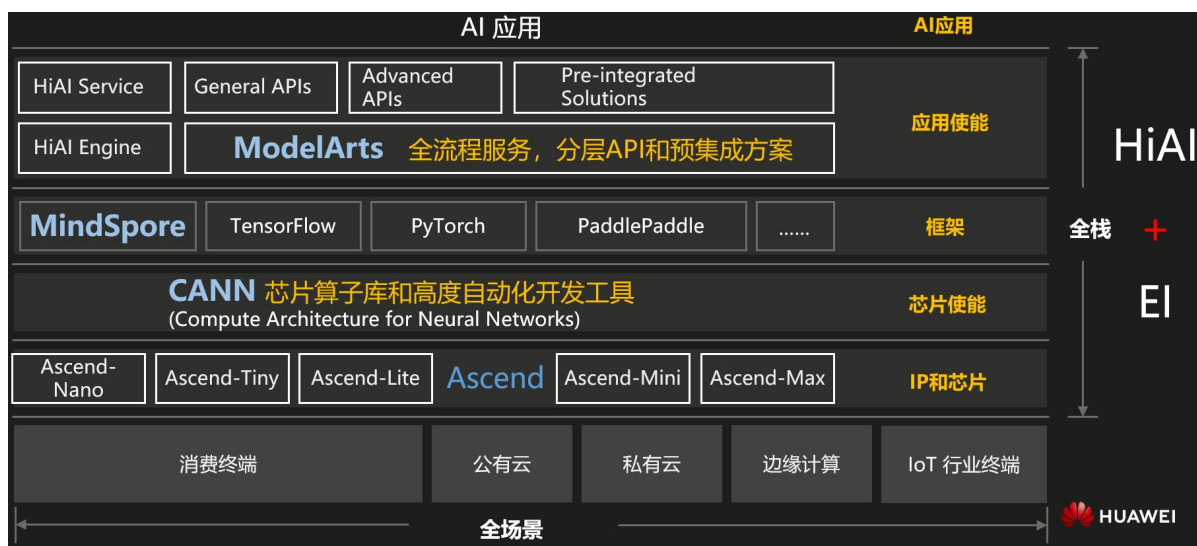 AI 应用
AI应用
HiAI Service
General APIs
Advanced
APIs
Pre-integrated
Solutions
应用使能
HiAI Engine
ModelArts 全流程服务，分层API和预集成方案
HiAI
MindSpore
TensorFlow
PyTorch
PaddlePaddle
......
框架
全栈
+
CANN 芯片算子库和高度自动化开发工具
(Compute Architecture for Neural Networks)
芯片使能
EI
Ascend-
Nano
Ascend-Tiny
Ascend-Lite
Ascend
Ascend-Mini
Ascend-Max
IP和芯片
消费终端
公有云
私有云
边缘计算
IoT 行业终端
全场景
HUAWEI